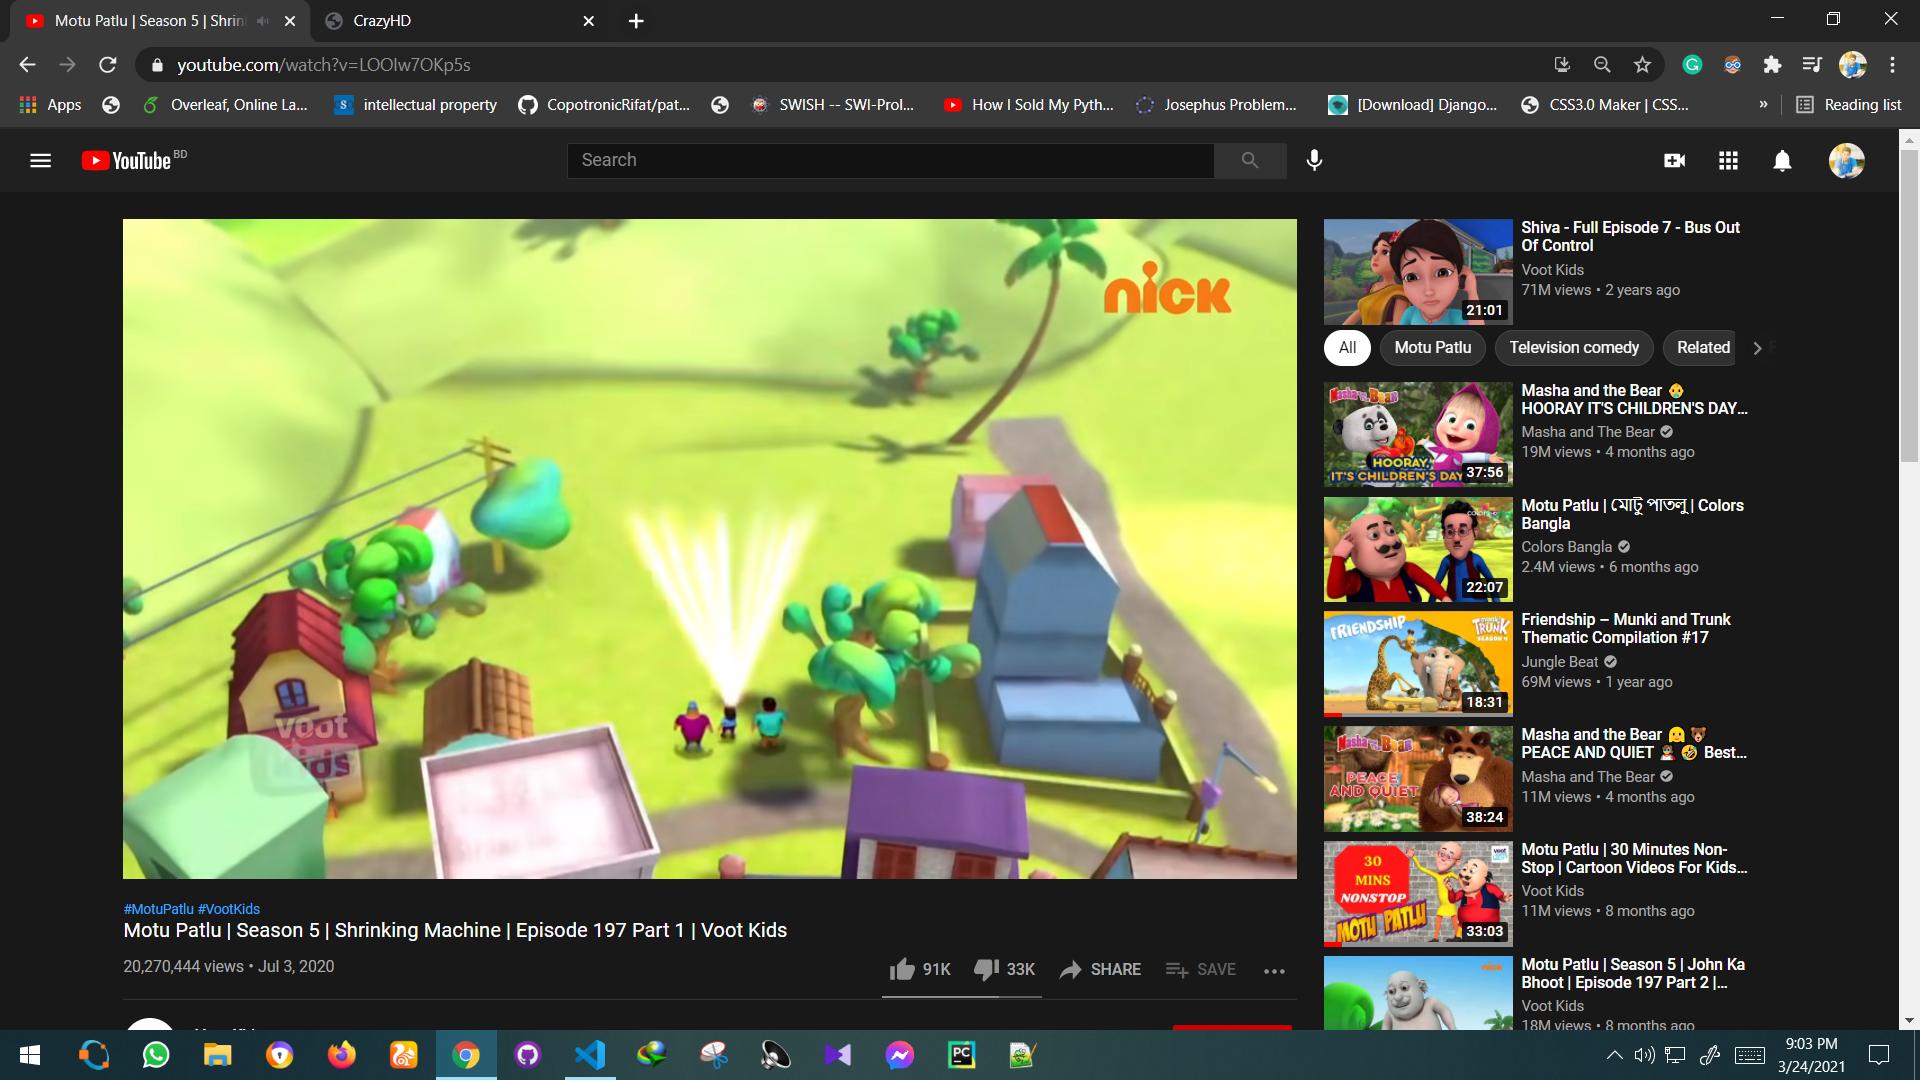 Motu Patlu | Season 5 | Shrin
CrazyHD
youtube.com/watch?v=LOOIw7OKp5s
Apps
Overleaf, Online La...
intellectual property
CopotronicRifat/pat...
SWISH -- SWI-Prol...
How I Sold My Pyth...
Josephus Problem...
[Download] Django...
CSS3.0 Maker | CSS...
»
Reading list
YouTube BD
Search
nick
voot
kids
#MotuPatlu #VootKids
Motu Patlu | Season 5 | Shrinking Machine | Episode 197 Part 1 | Voot Kids
20,270,444 views • Jul 3, 2020
91K
33K
SHARE
SAVE
Shiva - Full Episode 7 - Bus Out
Of Control
Voot Kids
71M views • 2 years ago
21:01
All
Motu Patlu
Television comedy
Related
Masha and the Bear 👶
HOORAY IT'S CHILDREN'S DAY...
Masha and The Bear
19M views • 4 months ago
Masha and the Bear
HOORAY,
IT'S CHILDREN'S DAY
37:56
Motu Patlu | মোটু পাতলু | Colors
Bangla
Colors Bangla
2.4M views • 6 months ago
22:07
Friendship – Munki and Trunk
Thematic Compilation #17
Jungle Beat
69M views • 1 year ago
FRIENDSHIP
munki
TRUNK
SEASON 4
18:31
Masha and the Bear 👱‍♀️🐻
PEACE AND QUIET 👩‍🎓🤣 Best...
Masha and The Bear
11M views • 4 months ago
Masha and the Bear
PEACE
AND QUIET
38:24
Motu Patlu | 30 Minutes Non-
Stop | Cartoon Videos For Kids...
Voot Kids
11M views • 8 months ago
30
MINS
NONSTOP
MOTU PATLU
33:03
Motu Patlu | Season 5 | John Ka
Bhoot | Episode 197 Part 2 |...
Voot Kids
18M views • 8 months ago
nick
9:03 PM
3/24/2021
PC